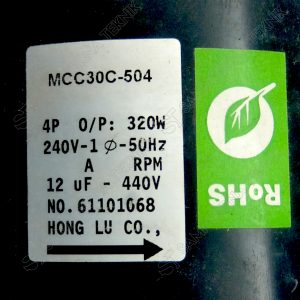 MCC30C-504
4P O/P: 320W
240V-1 Ø-50Hz
A RPM
12 uF - 440V
NO.61101068
HONG LU CO.,
RoHS